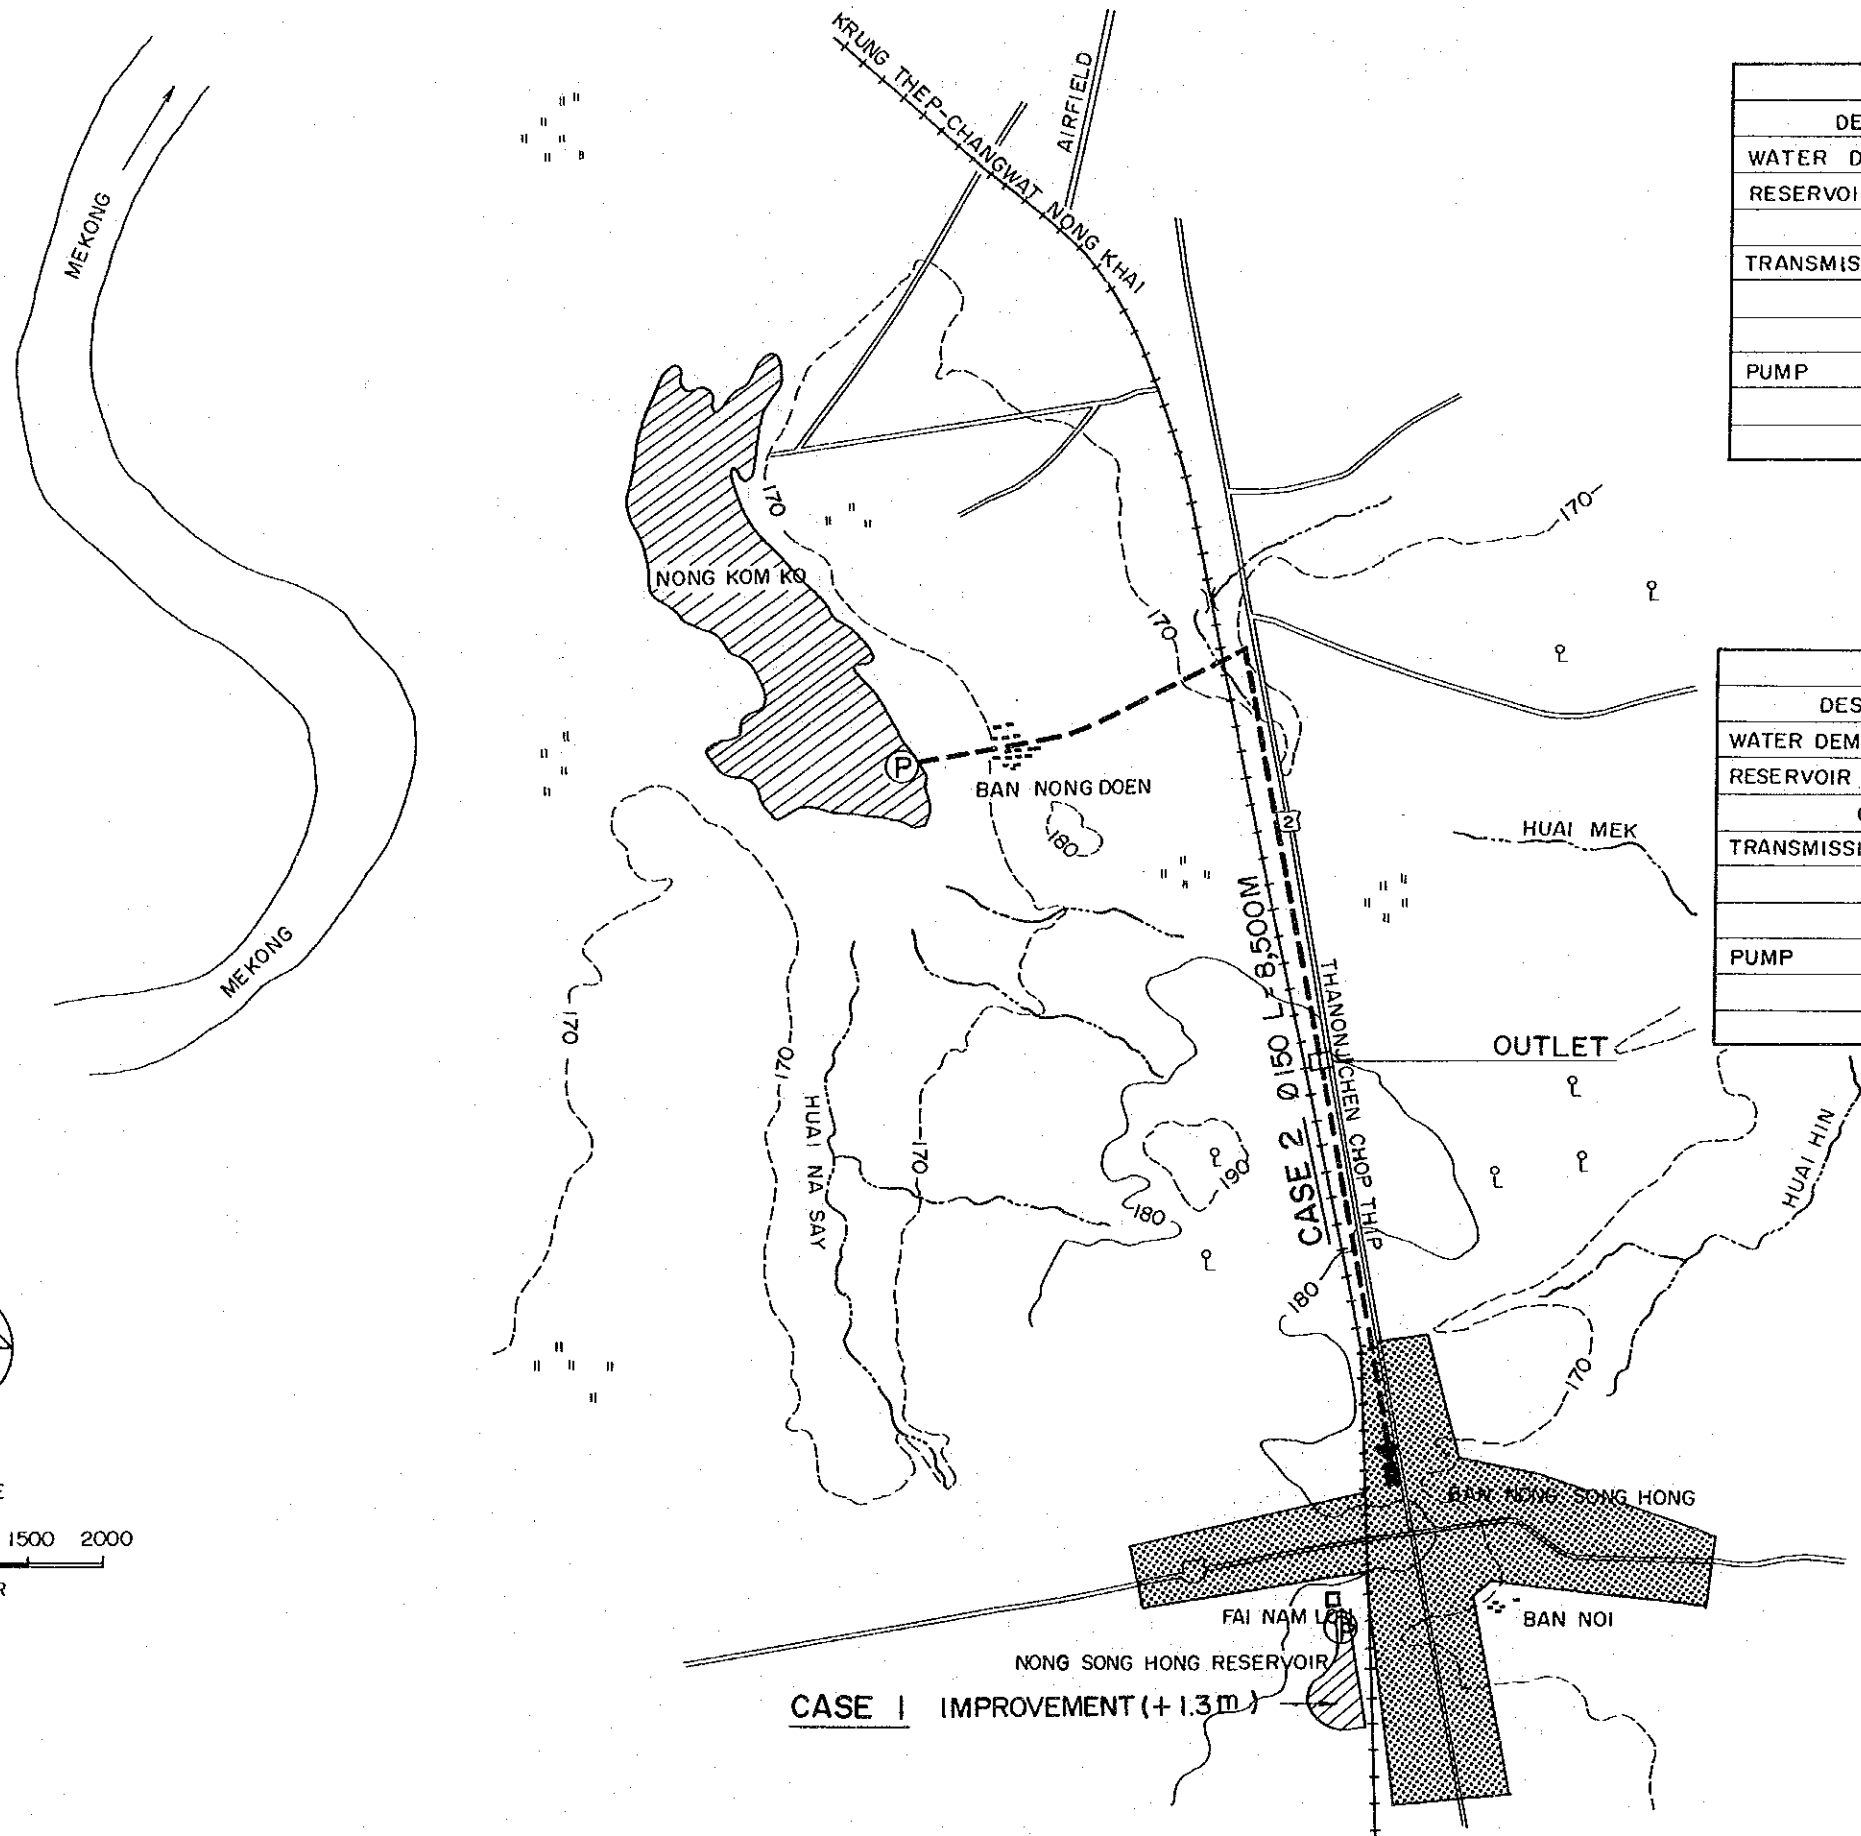 KRUNG THEP-CHANGWAT NONG KHAI
AIRFIELD
MEKONG
WATER D
RESERVOI
TRANSMIS
PUMP
170
170
NONG KOM KO
170
P
BAN NONG DOEN
180
2
HUAI MEK
DES
WATER DEM
RESERVOIR
TRANSMISSI
PUMP
MEKONG
170
170
HUAI NA SAY
170
CASE 2 Ø150 L=8,500M
THANON CHEN CHOP THIP
OUTLET
190
180
180
HUAI HIN
170
1500 2000
BAN NONG SONG HONG
FAI NAM
BAN NOI
NONG SONG HONG RESERVOIR
CASE 1 IMPROVEMENT (+1.3m)